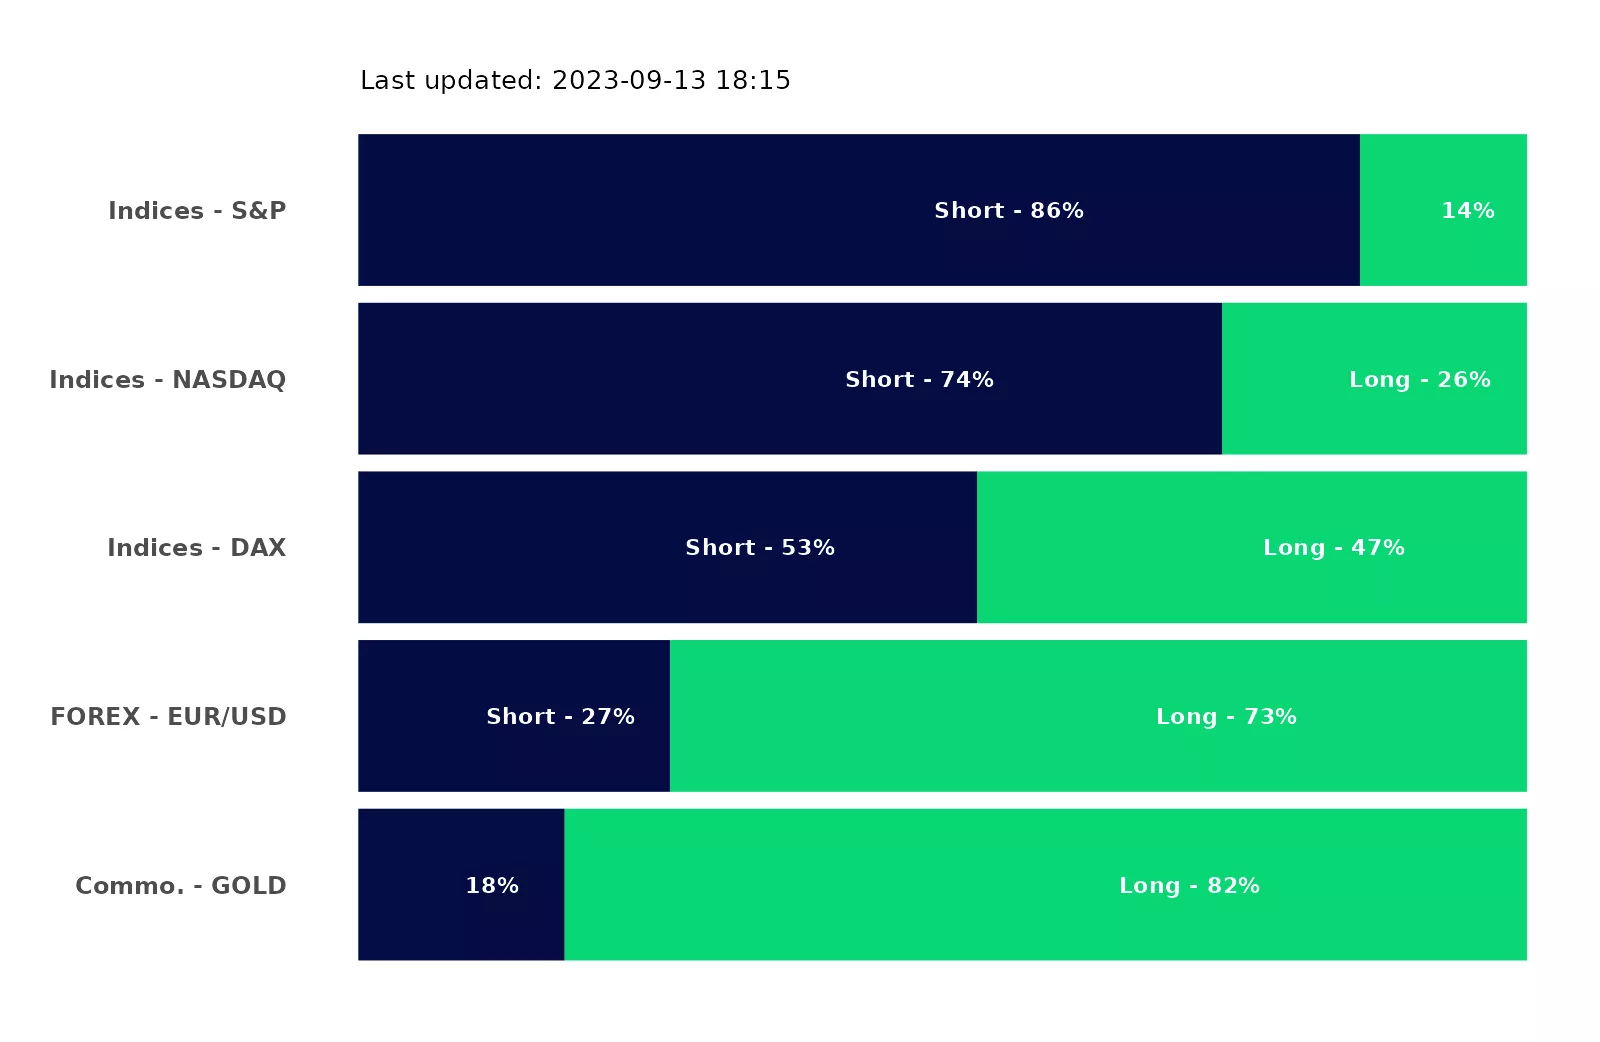 Last updated: 2023-09-13 18:15
Indices - S&P Short - 86% 14%
Indices - NASDAQ Short - 74% Long - 26%
Indices - DAX Short - 53% Long - 47%
FOREX - EUR/USD Short - 27% Long - 73%
Commo. - GOLD 18% Long - 82%